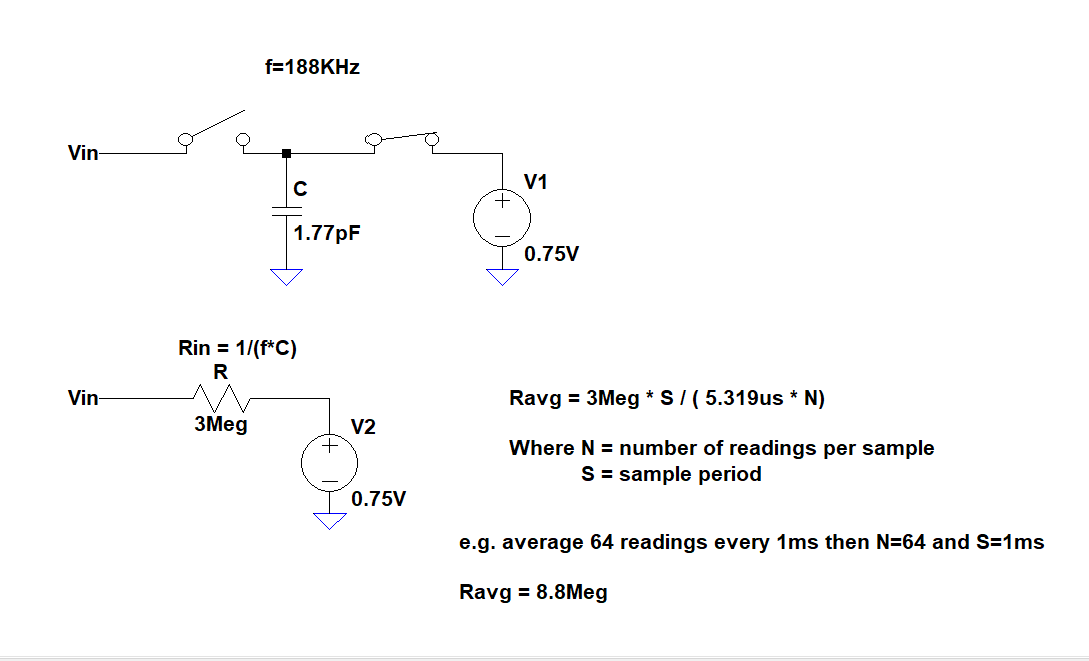 f=188KHz
Vin
C
1.77pF
V1
0.75V
Rin = 1/(f*C)
R
Vin
3Meg
V2
0.75V
Ravg = 3Meg * S / ( 5.319us * N)
Where N = number of readings per sample
S = sample period
e.g. average 64 readings every 1ms then N=64 and S=1ms
Ravg = 8.8Meg